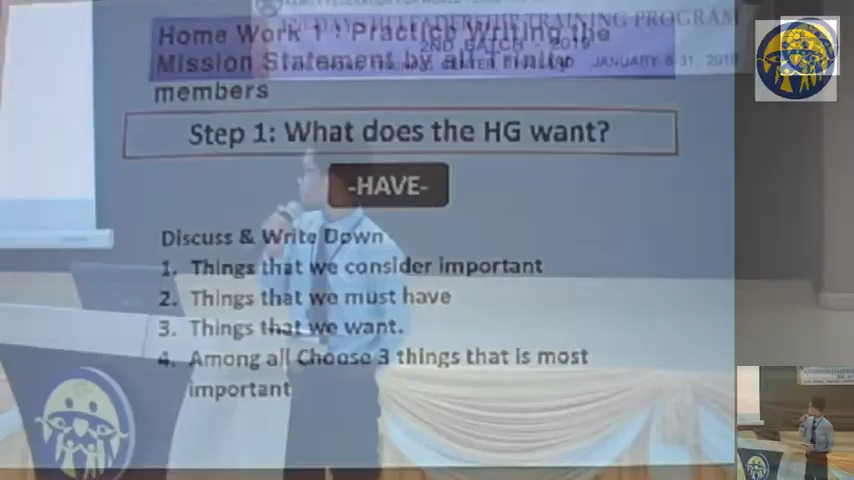 TRAINING PROGRAM
Home Work 1 : Practice Writing the
2ND BATCH - 2019
Mission Statement by all
JANUARY
members
Step 1: What does the HG want?
-HAVE-
Discuss & Write Down
1. Things that we consider important
2. Things that we must have
3. Things that we want.
4. Among all Choose 3 things that is most
important